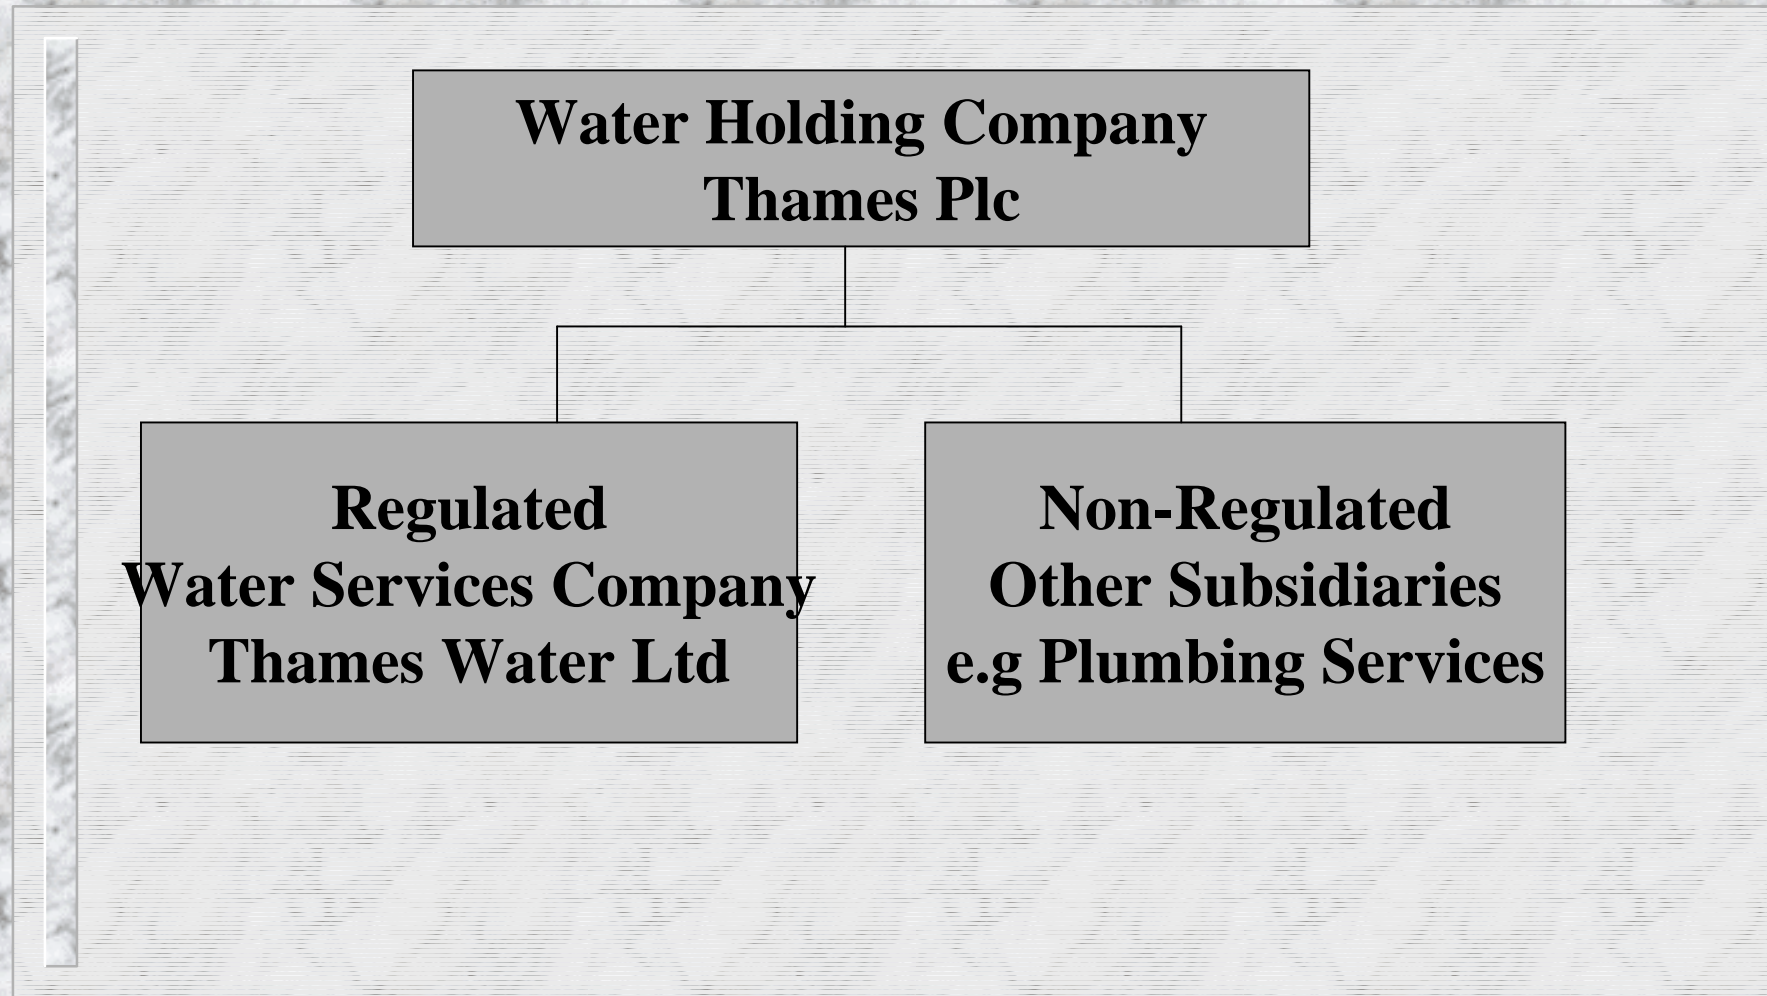 Water Holding Company
Thames Plc
Regulated
Water Services Company
Thames Water Ltd
Non-Regulated
Other Subsidiaries
e.g Plumbing Services